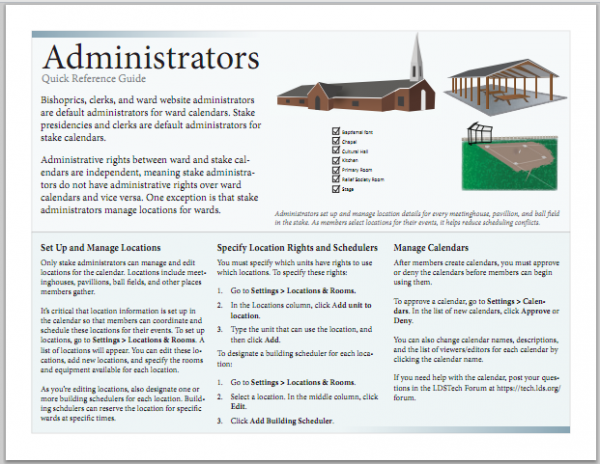 Administrators
Quick Reference Guide
Bishoprics, clerks, and ward website administrators
are default administrators for ward calendars. Stake
presidencies and clerks are default administrators for
stake calendars.
Administrative rights between ward and stake cal-
endars are independent, meaning stake administra-
tors do not have administrative rights over ward
calendars and vice versa. One exception is that stake
administrators manage locations for wards.
Baptismal font
Chapel
Cultural Hall
Kitchen
Primary Room
Relief Society Room
Stage
Administrators set up and manage location details for every meetinghouse, pavillion, and ball field
in the stake. As members select locations for their events, it helps reduce scheduling conflicts.
Set Up and Manage Locations
Only stake administrators can manage and edit
locations for the calendar. Locations include meet-
inghouses, pavillions, ball fields, and other places
members gather.
It's critical that location information is set up in
the calendar so that members can coordinate and
schedule these locations for their events. To set up
locations, go to Settings > Locations & Rooms. A
list of locations will appear. You can edit these lo-
cations, add new locations, and specify the rooms
and equipment available for each location.
As you're editing locations, also designate one or
more building schedulers for each location. Build-
ing schdulers can reserve the location for specific
wards at specific times.
Specify Location Rights and Schedulers
You must specify which units have rights to use
which locations. To specify these rights:
1. Go to Settings > Locations & Rooms.
2. In the Locations column, click Add unit to
location.
3. Type the unit that can use the location, and
then click Add.
To designate a building scheduler for each loca-
tion:
1. Go to Settings > Locations & Rooms.
2. Select a location. In the middle column, click
Edit.
3. Click Add Building Scheduler.
Manage Calendars
After members create calendars, you must approve
or deny the calendars before members can begin
using them.
To approve a calendar, go to Settings > Calen-
dars. In the list of new calendars, click Approve or
Deny.
You can also change calendar names, descriptions,
and the list of viewers/editors for each calendar by
clicking the calendar name.
If you need help with the calendar, post your ques-
tions in the LDSTech Forum at https://tech.lds.org/
forum.